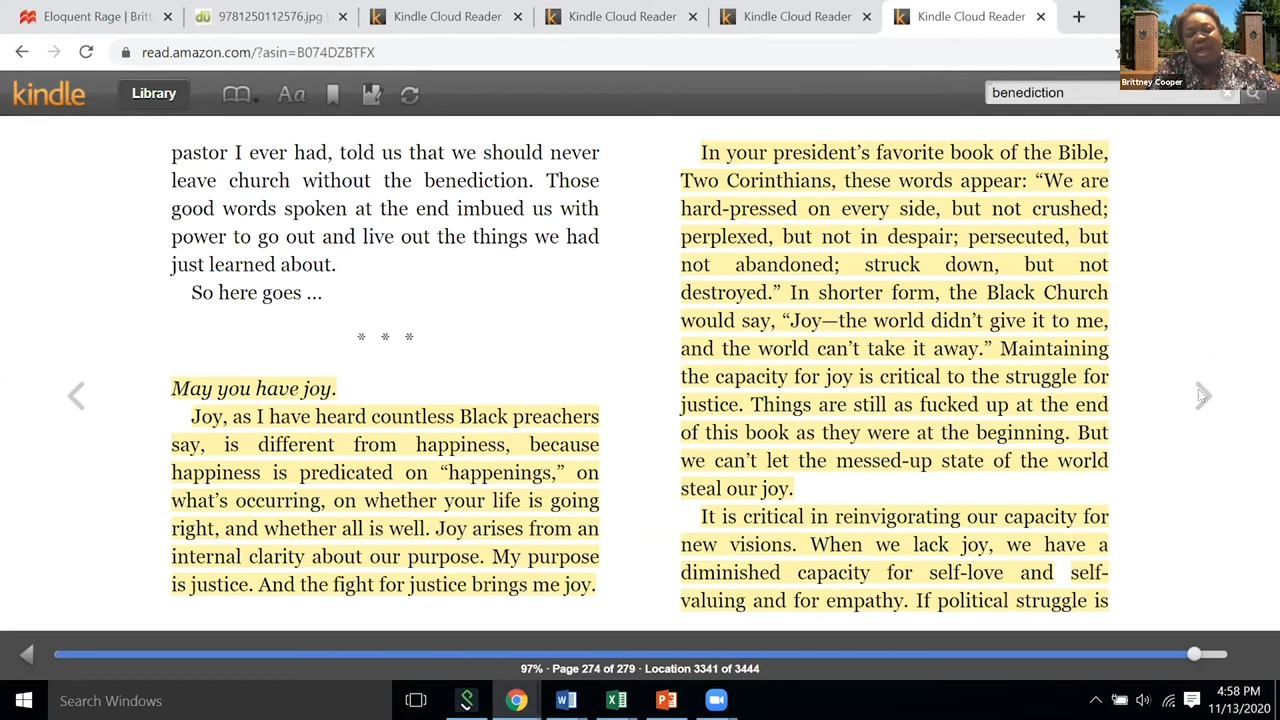 Eloquent Rage | Britt
9781250112576.jpg
Kindle Cloud Reader
Kindle Cloud Reader
Kindle Cloud Reader
Kindle Cloud Reader
read.amazon.com/?asin=B074DZBTFX
Brittney Cooper
kindle
Library
Aa
benediction
pastor I ever had, told us that we should never
leave church without the benediction. Those
good words spoken at the end imbued us with
power to go out and live out the things we had
just learned about.
So here goes ...
* * *
May you have joy.
Joy, as I have heard countless Black preachers
say, is different from happiness, because
happiness is predicated on “happenings,” on
what’s occurring, on whether your life is going
right, and whether all is well. Joy arises from an
internal clarity about our purpose. My purpose
is justice. And the fight for justice brings me joy.
In your president’s favorite book of the Bible,
Two Corinthians, these words appear: “We are
hard-pressed on every side, but not crushed;
perplexed, but not in despair; persecuted, but
not abandoned; struck down, but not
destroyed.” In shorter form, the Black Church
would say, “Joy—the world didn’t give it to me,
and the world can’t take it away.” Maintaining
the capacity for joy is critical to the struggle for
justice. Things are still as fucked up at the end
of this book as they were at the beginning. But
we can’t let the messed-up state of the world
steal our joy.
It is critical in reinvigorating our capacity for
new visions. When we lack joy, we have a
diminished capacity for self-love and self-
valuing and for empathy. If political struggle is
97% · Page 274 of 279 · Location 3341 of 3444
Search Windows
4:58 PM
11/13/2020